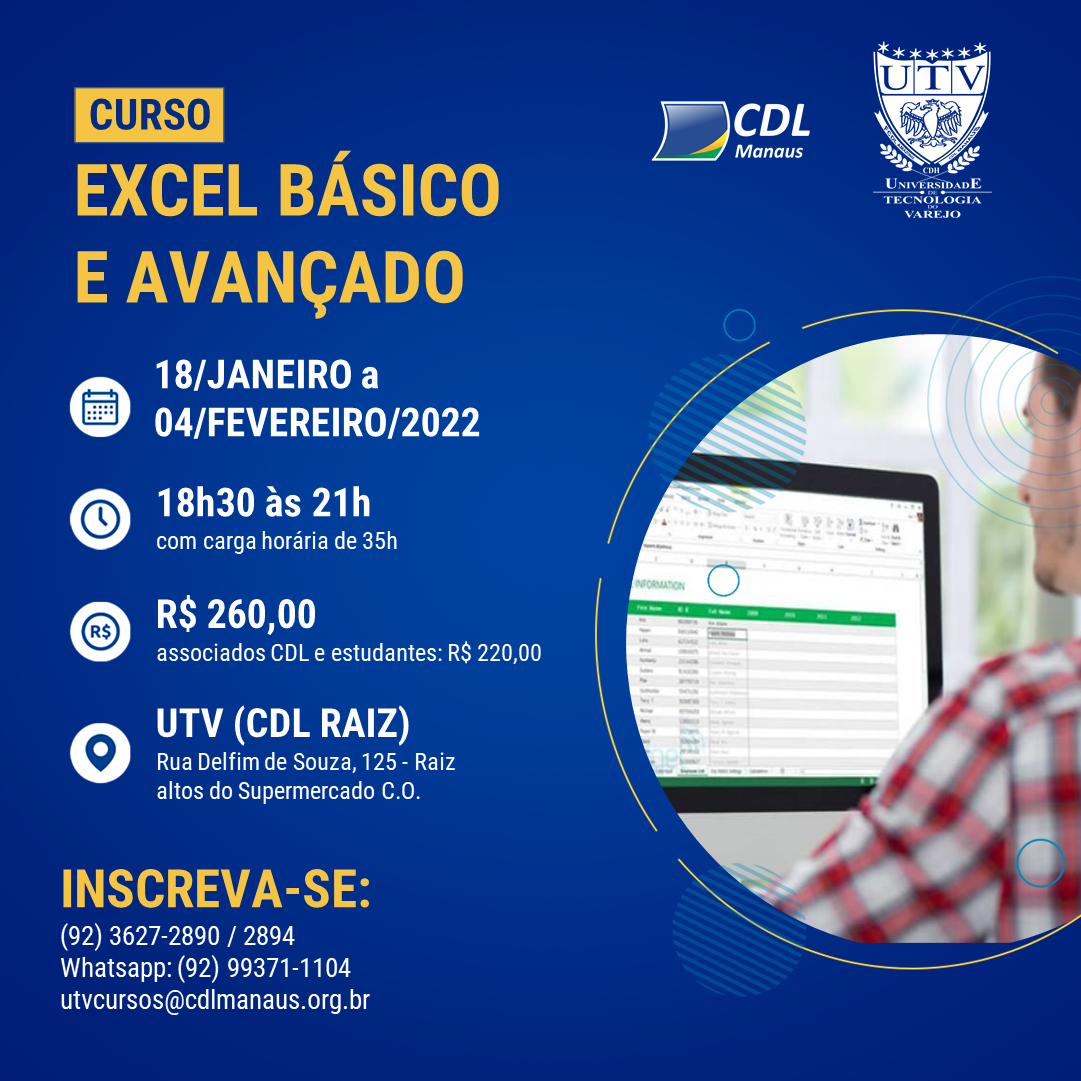 CURSO
EXCEL BÁSICO
E AVANÇADO
CDL
Manaus
UTV
CDH
UNIVERSIDADE
DE
TECNOLOGIA
DO
VAREJO
18/JANEIRO a
04/FEVEREIRO/2022
18h30 às 21h
com carga horária de 35h
R$
R$ 260,00
associados CDL e estudantes: R$ 220,00
UTV (CDL RAIZ)
Rua Delfim de Souza, 125 - Raiz
altos do Supermercado C.O.
INFORMATION
INSCREVA-SE:
(92) 3627-2890 / 2894
Whatsapp: (92) 99371-1104
utvcursos@cdlmanaus.org.br